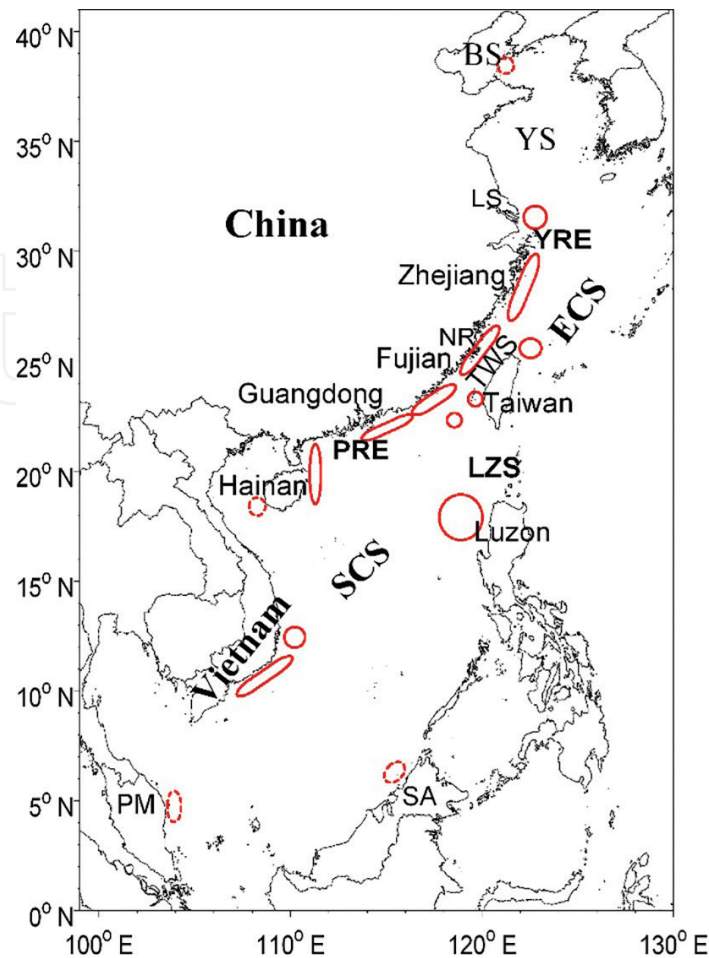 40° N
BS
35° N
YS
LS
China
30° N
YRE
Zhejiang
ECS
25° N
NR
Fujian
TWS
Guangdong
Taiwan
20° N
PRE
LZS
Hainan
Luzon
SCS
15° N
Vietnam
10° N
5° N
PM
SA
0° N
100° E
110° E
120° E
130° E